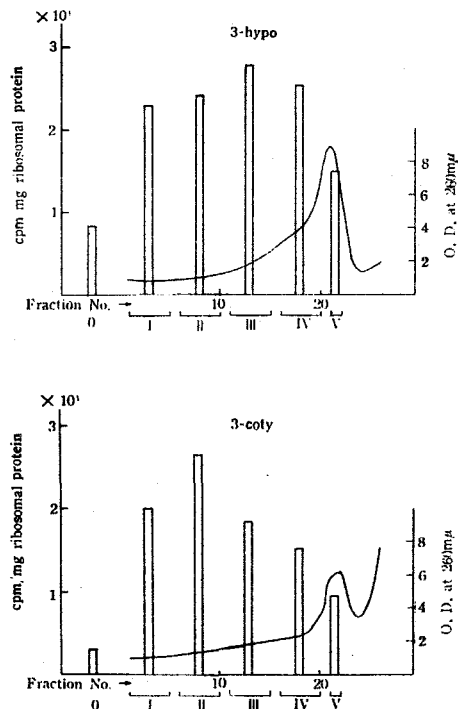 × 10¹
3-hypo
3
2
1
cpm mg ribosomal protein
8
6
4
2
O. D. at 260mμ
Fraction No. → 10 20
0 I II III IV V
× 10¹
3-coty
3
2
1
cpm/mg ribosomal protein
8
6
4
2
O. D. at 260mμ
Fraction No. → 10 20
0 I II III IV V